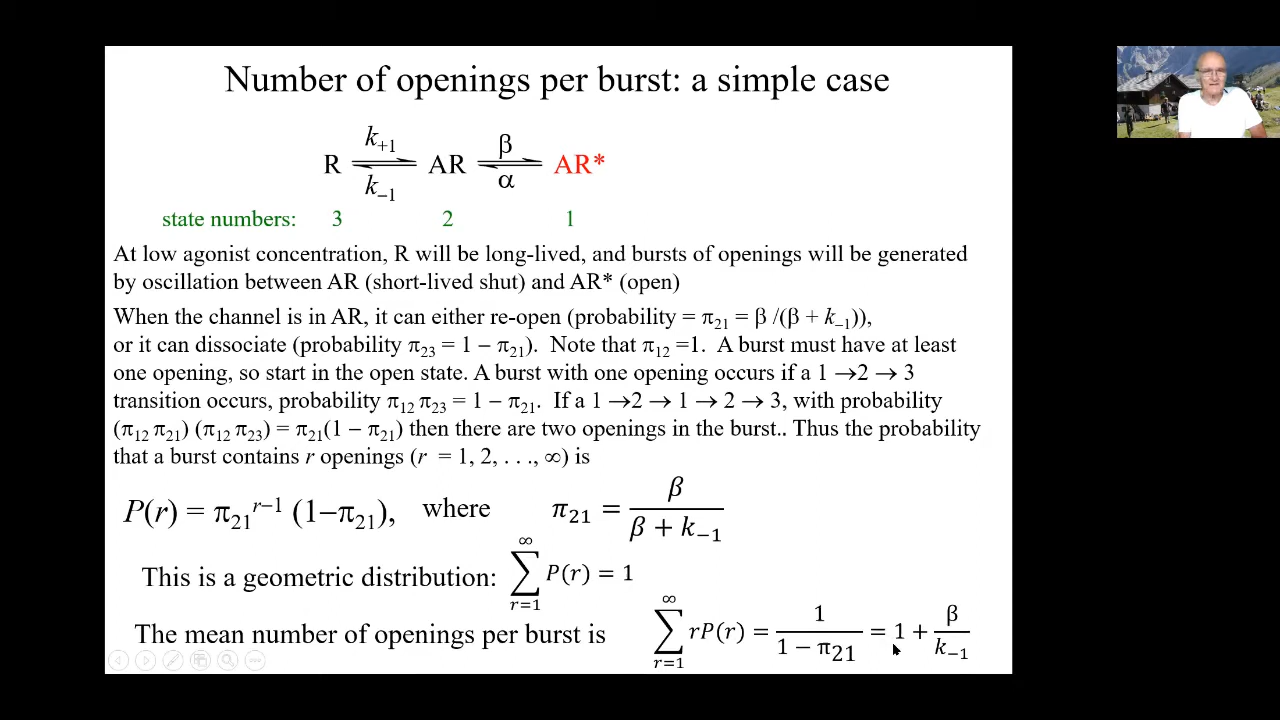 Number of openings per burst: a simple case
R k₊₁ ⇌ k₋₁ AR β ⇌ α AR*
state numbers: 3 2 1
At low agonist concentration, R will be long-lived, and bursts of openings will be generated
by oscillation between AR (short-lived shut) and AR* (open)
When the channel is in AR, it can either re-open (probability = π₂₁ = β /(β + k₋₁)),
or it can dissociate (probability π₂₃ = 1 − π₂₁). Note that π₁₂ =1. A burst must have at least
one opening, so start in the open state. A burst with one opening occurs if a 1 →2 → 3
transition occurs, probability π₁₂ π₂₃ = 1 − π₂₁. If a 1 →2 → 1 → 2 → 3, with probability
(π₁₂ π₂₁) (π₁₂ π₂₃) = π₂₁(1 − π₂₁) then there are two openings in the burst.. Thus the probability
that a burst contains r openings (r = 1, 2, . . ., ∞) is
P(r) = π₂₁^{r−1} (1−π₂₁), where π₂₁ = β / (β + k₋₁)
This is a geometric distribution: ∑_{r=1}^{∞} P(r) = 1
The mean number of openings per burst is ∑_{r=1}^{∞} rP(r) = 1 / (1 − π₂₁) = 1 + β / k₋₁